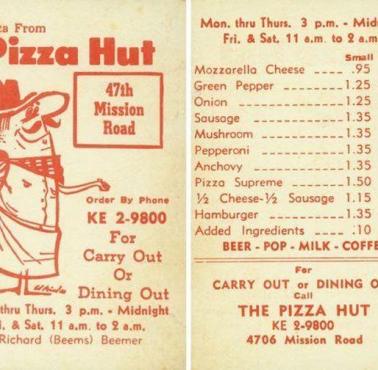 za From
Pizza Hut
47th
Mission
Road
Order By Phone
KE 2-9800
For
Carry Out
Or
Dining Out
thru Thurs. 3 p.m. - Midnight
& Sat. 11 a.m. to 2 a.m.
Richard (Beems) Beemer
Mon. thru Thurs. 3 p.m. - Midn
Fri. & Sat. 11 a.m. to 2 a.m
Small
Mozzarella Cheese .95
Green Pepper 1.25
Onion 1.25
Sausage 1.35
Mushroom 1.35
Pepperoni 1.35
Anchovy 1.35
Pizza Supreme 1.50
½ Cheese-½ Sausage 1.15
Hamburger 1.35
Added Ingredients .10
BEER - POP - MILK - COFFE
For
CARRY OUT or DINING O
Call
THE PIZZA HUT
KE 2-9800
4706 Mission Road